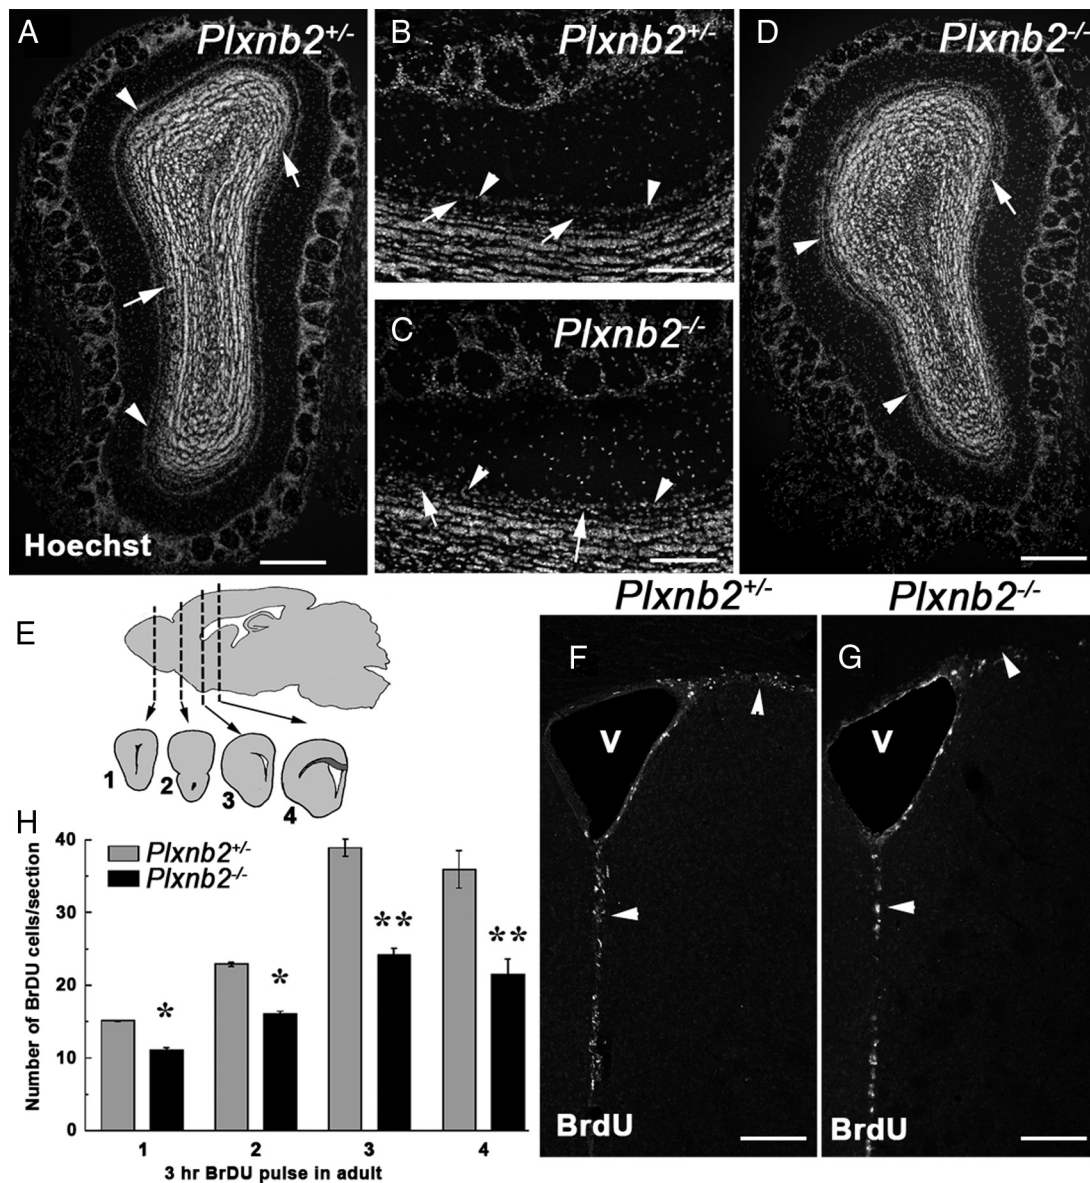 A
Plxnb2+/-
B
Plxnb2+/-
D
Plxnb2-/-
C
Plxnb2-/-
Hoechst
E
1
2
3
4
Plxnb2+/-
Plxnb2-/-
F
G
V
V
BrdU
BrdU
H
Number of BrDU cells/section
40
30
20
10
0
Plxnb2+/-
Plxnb2-/-
*
*
**
**
1
2
3
4
3 hr BrDU pulse in adult